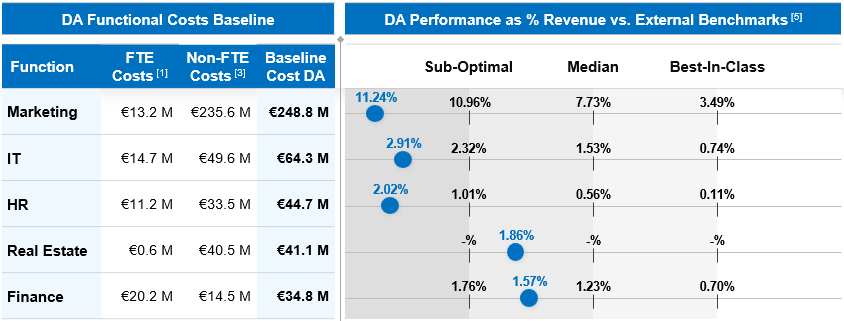 DA Functional Costs Baseline
DA Performance as % Revenue vs. External Benchmarks [5]
Function FTE Costs [1] Non-FTE Costs [3] Baseline Cost DA
Sub-Optimal Median Best-In-Class
Marketing €13.2 M €235.6 M €248.8 M 11.24% 10.96% 7.73% 3.49%
IT €14.7 M €49.6 M €64.3 M 2.91% 2.32% 1.53% 0.74%
HR €11.2 M €33.5 M €44.7 M 2.02% 1.01% 0.56% 0.11%
Real Estate €0.6 M €40.5 M €41.1 M -% 1.86% -% -%
Finance €20.2 M €14.5 M €34.8 M 1.76% 1.57% 1.23% 0.70%